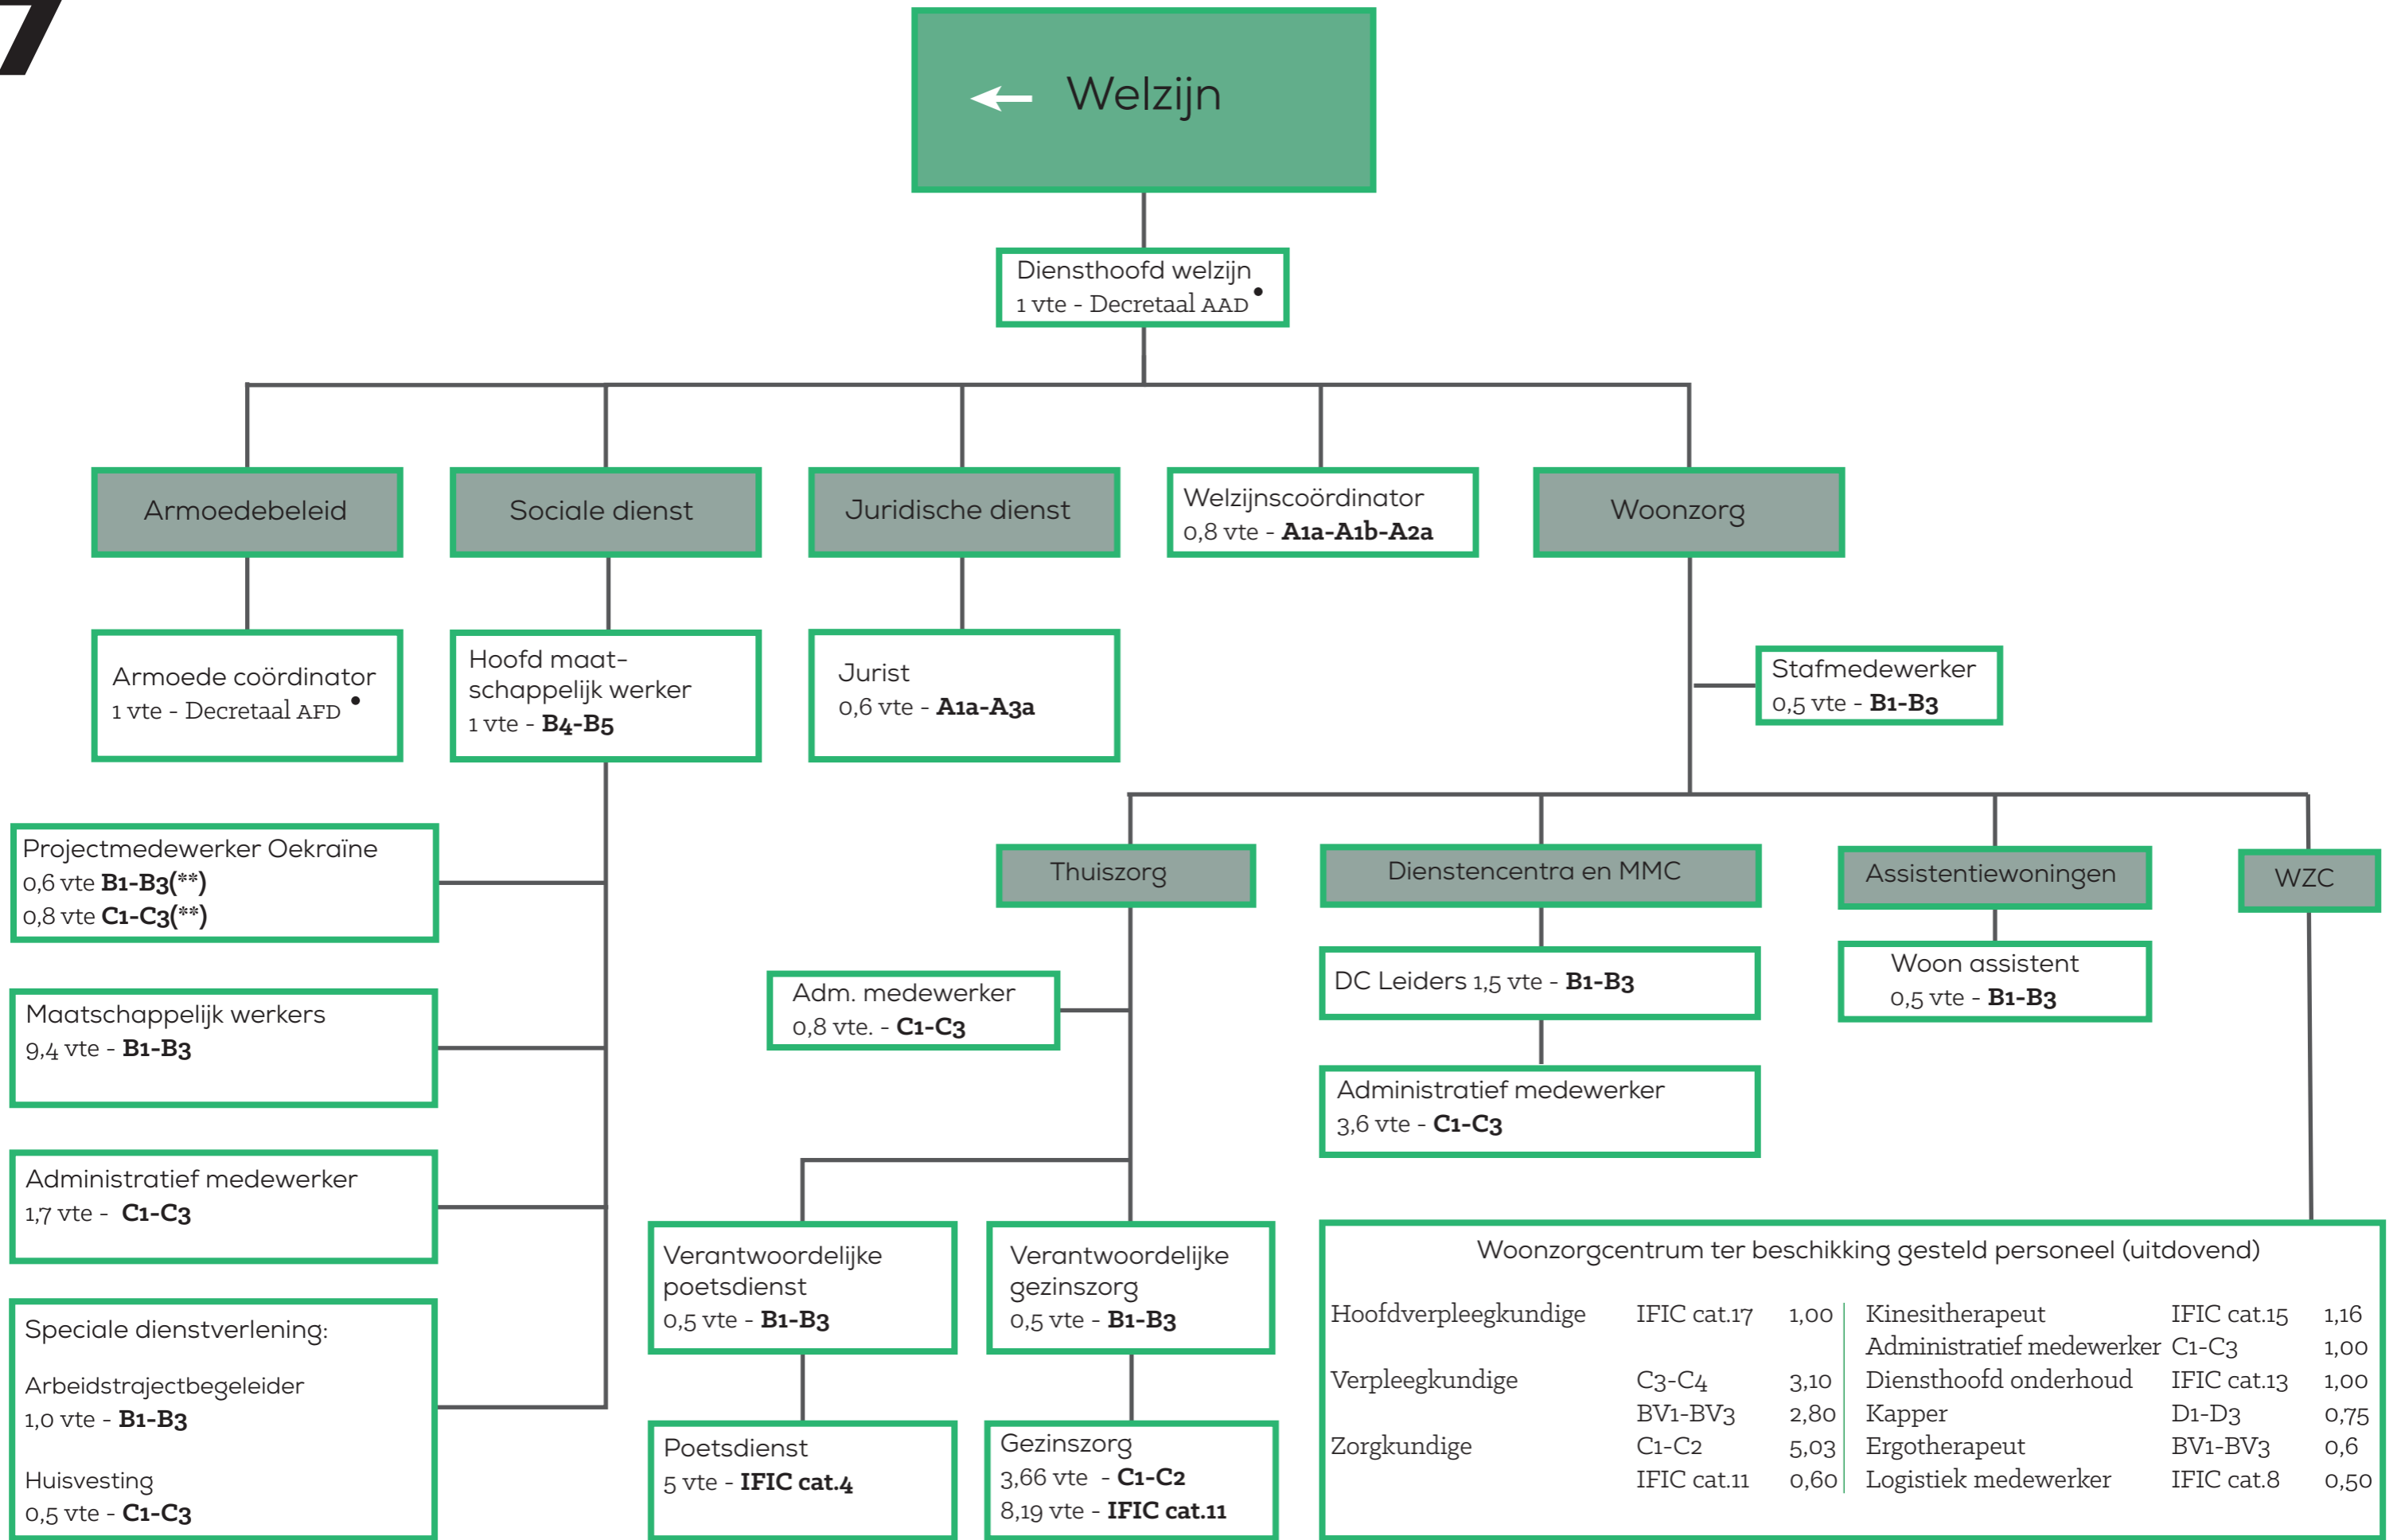 7
Welzijn
Diensthoofd welzijn
1 vte - Decretaal AAD •
Armoedebeleid
Sociale dienst
Juridische dienst
Welzijnscoördinator
0,8 vte - A1a-A1b-A2a
Woonzorg
Armoede coördinator
1 vte - Decretaal AFD •
Hoofd maat-
schappelijk werker
1 vte - B4-B5
Jurist
0,6 vte - A1a-A3a
Stafmedewerker
0,5 vte - B1-B3
Projectmedewerker Oekraïne
0,6 vte B1-B3(**)
0,8 vte C1-C3(**)
Maatschappelijk werkers
9,4 vte - B1-B3
Administratief medewerker
1,7 vte - C1-C3
Speciale dienstverlening:
Arbeidstrajectbegeleider
1,0 vte - B1-B3
Huisvesting
0,5 vte - C1-C3
Thuiszorg
Dienstencentra en MMC
Assistentiewoningen
WZC
Adm. medewerker
0,8 vte. - C1-C3
DC Leiders 1,5 vte - B1-B3
Woon assistent
0,5 vte - B1-B3
Administratief medewerker
3,6 vte - C1-C3
Verantwoordelijke
poetsdienst
0,5 vte - B1-B3
Verantwoordelijke
gezinszorg
0,5 vte - B1-B3
Poetsdienst
5 vte - IFIC cat.4
Gezinszorg
3,66 vte - C1-C2
8,19 vte - IFIC cat.11
Woonzorgcentrum ter beschikking gesteld personeel (uitdovend)
Hoofdverpleegkundige IFIC cat.17 1,00 Kinesitherapeut IFIC cat.15 1,16
Administratief medewerker C1-C3 1,00
Verpleegkundige C3-C4 3,10 Diensthoofd onderhoud IFIC cat.13 1,00
BV1-BV3 2,80 Kapper D1-D3 0,75
Zorgkundige C1-C2 5,03 Ergotherapeut BV1-BV3 0,6
IFIC cat.11 0,60 Logistiek medewerker IFIC cat.8 0,50